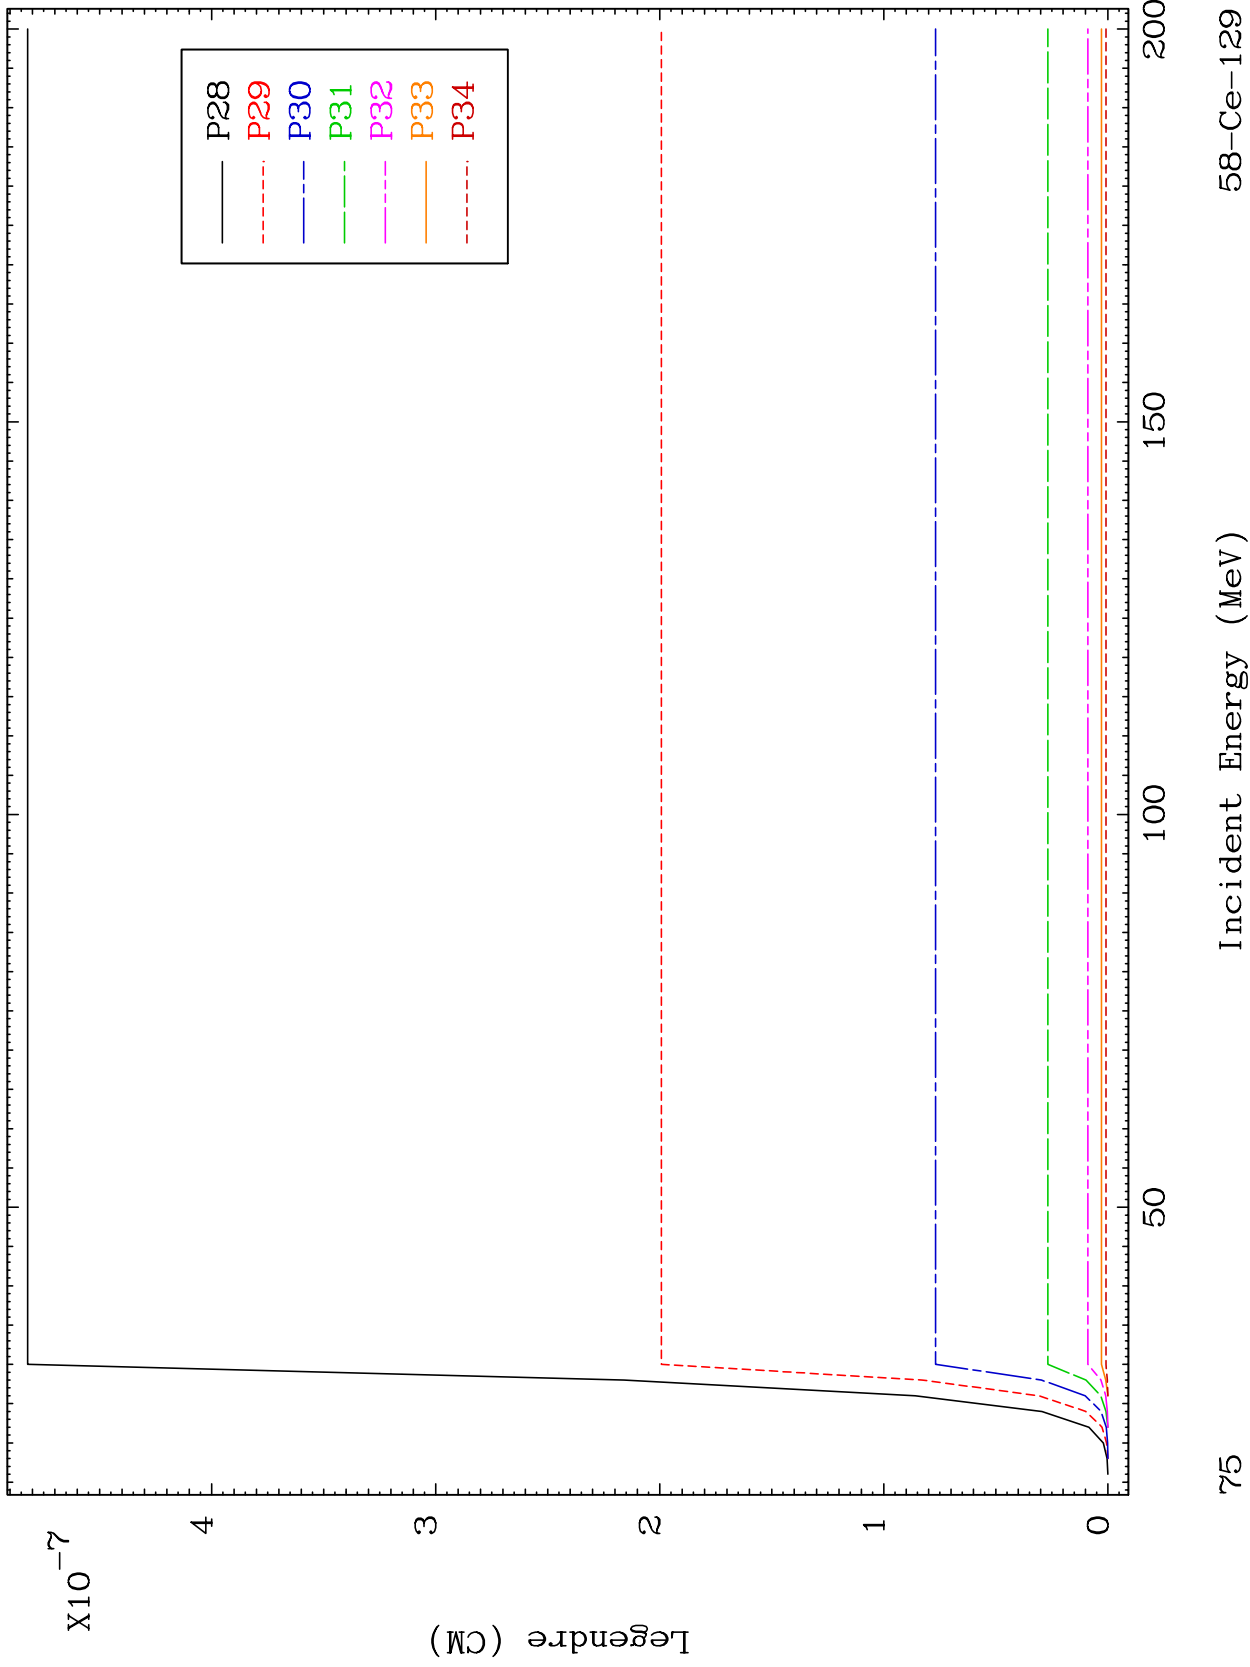 X10-7
4
3
2
1
0
Legendre (CM)
P28
P29
P30
P31
P32
P33
P34
50
100
150
200
Incident Energy (MeV)
75
58-Ce-129